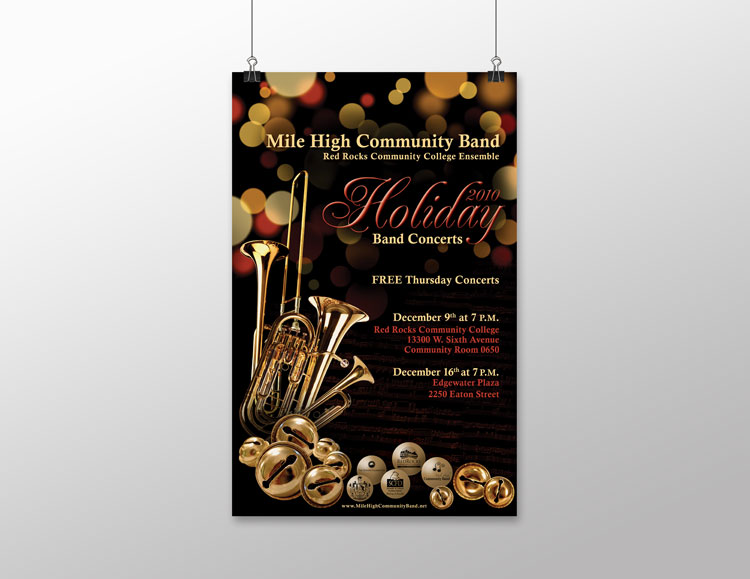 Mile High Community Band
Red Rocks Community College Ensemble
2010
Holiday
Band Concerts
FREE Thursday Concerts
December 9th at 7 P.M.
Red Rocks Community College
13300 W. Sixth Avenue
Community Room 0650
December 16th at 7 P.M.
Edgewater Plaza
2250 Eaton Street
www.MileHighCommunityBand.net